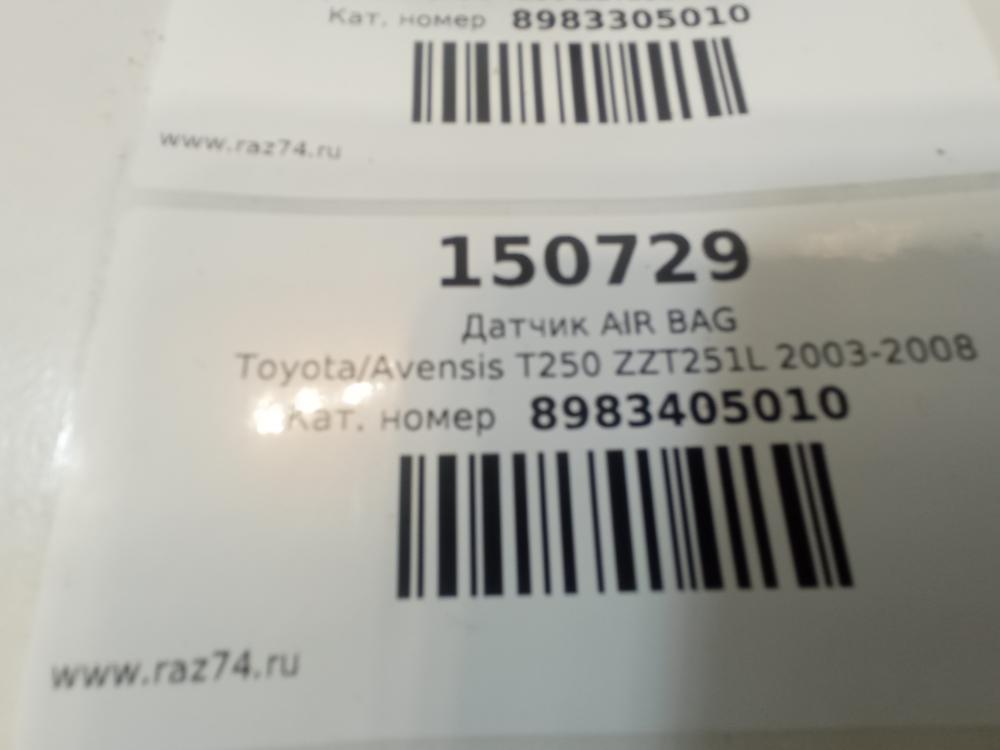 Кат. номер 8983305010
www.raz74.ru
150729
Датчик AIR BAG
Toyota/Avensis T250 ZZT251L 2003-2008
Кат. номер 8983405010
www.raz74.ru